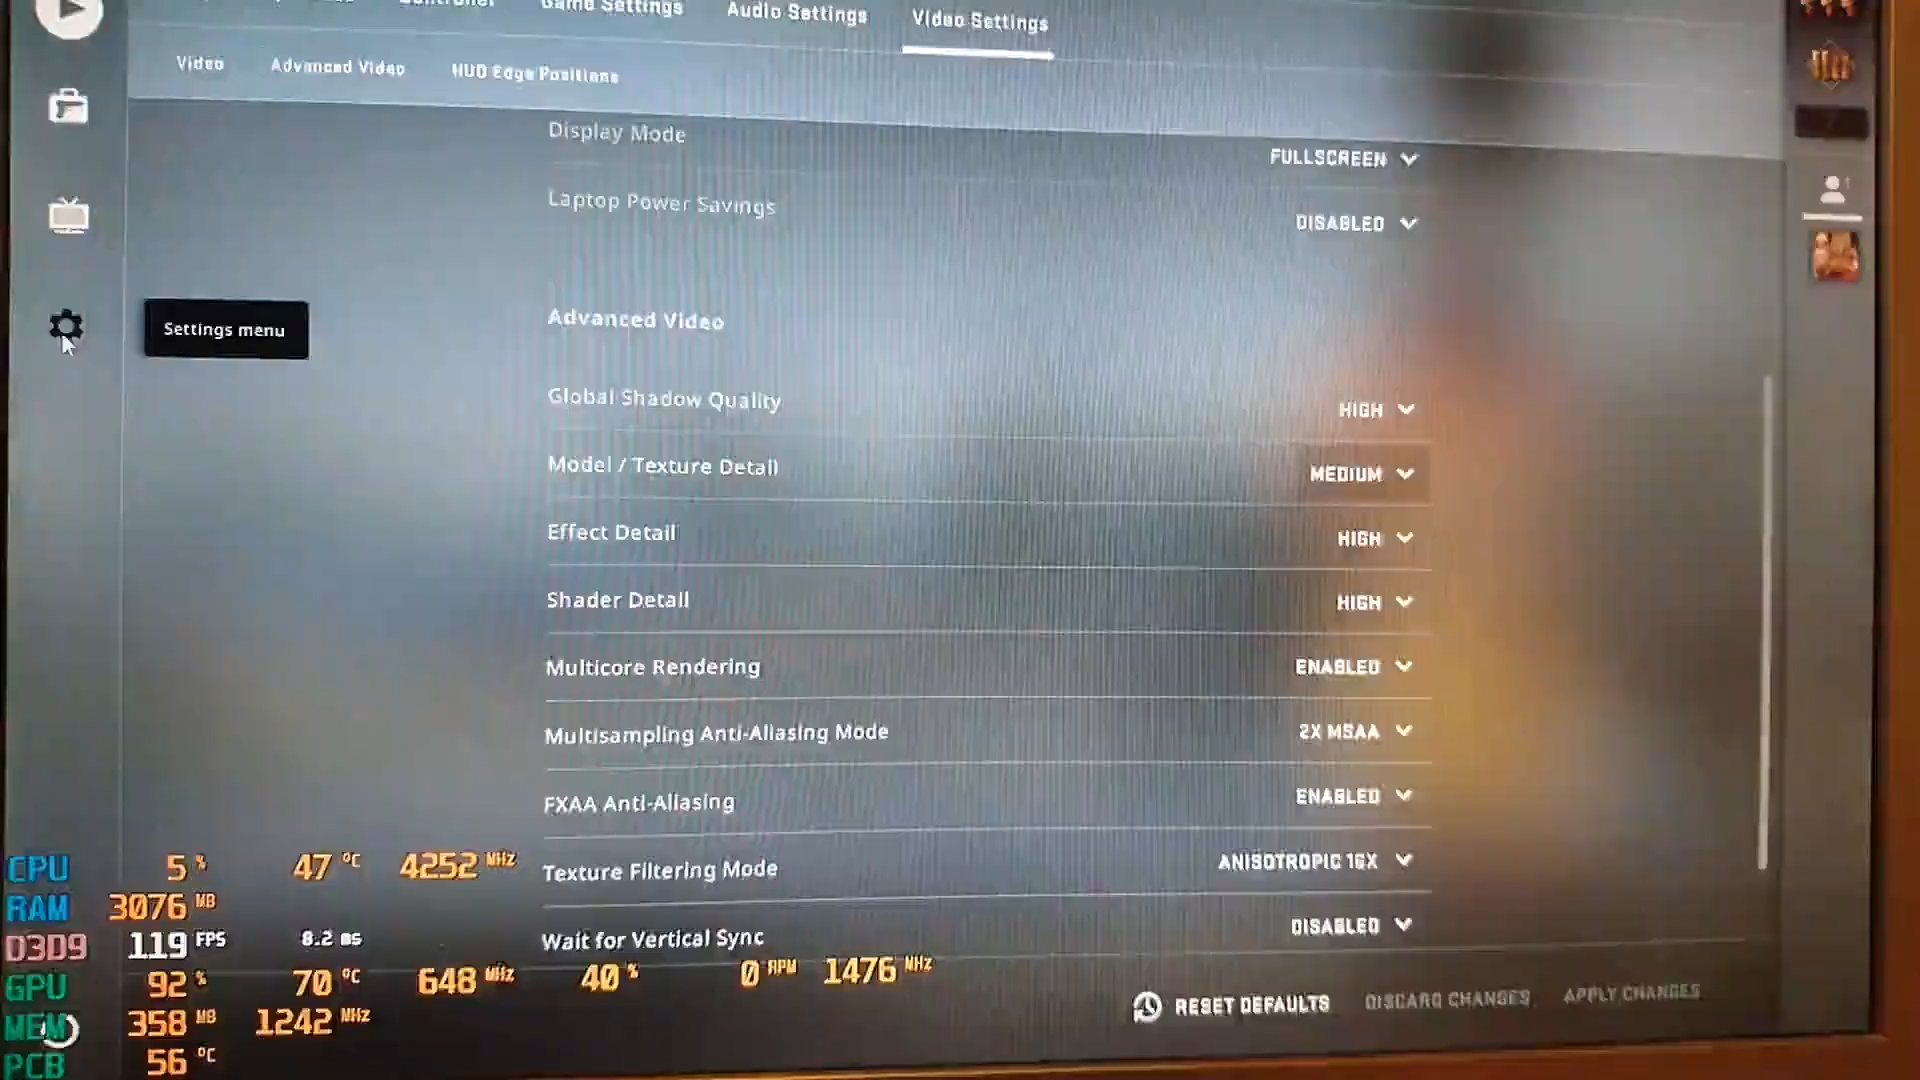 Game Settings
Audio Settings
Video Settings
Video
Advanced Video
HUD Edge Positions
Display Mode
FULLSCREEN
Laptop Power Savings
DISABLED
Settings menu
Advanced Video
Global Shadow Quality
HIGH
Model / Texture Detail
MEDIUM
Effect Detail
HIGH
Shader Detail
HIGH
Multicore Rendering
ENABLED
Multisampling Anti-Aliasing Mode
2X MSAA
FXAA Anti-Aliasing
ENABLED
Texture Filtering Mode
ANISOTROPIC 16X
Wait for Vertical Sync
DISABLED
CPU 5 % 47 °C 4252 MHz
RAM 3076 MB
D3D9 119 FPS 8.2 ms
GPU 92 % 70 °C 648 MHz 40 % 0 RPM 1476 MHz
MEM 358 MB 1242 MHz
PCB 56 °C
RESET DEFAULTS
DISCARD CHANGES
APPLY CHANGES